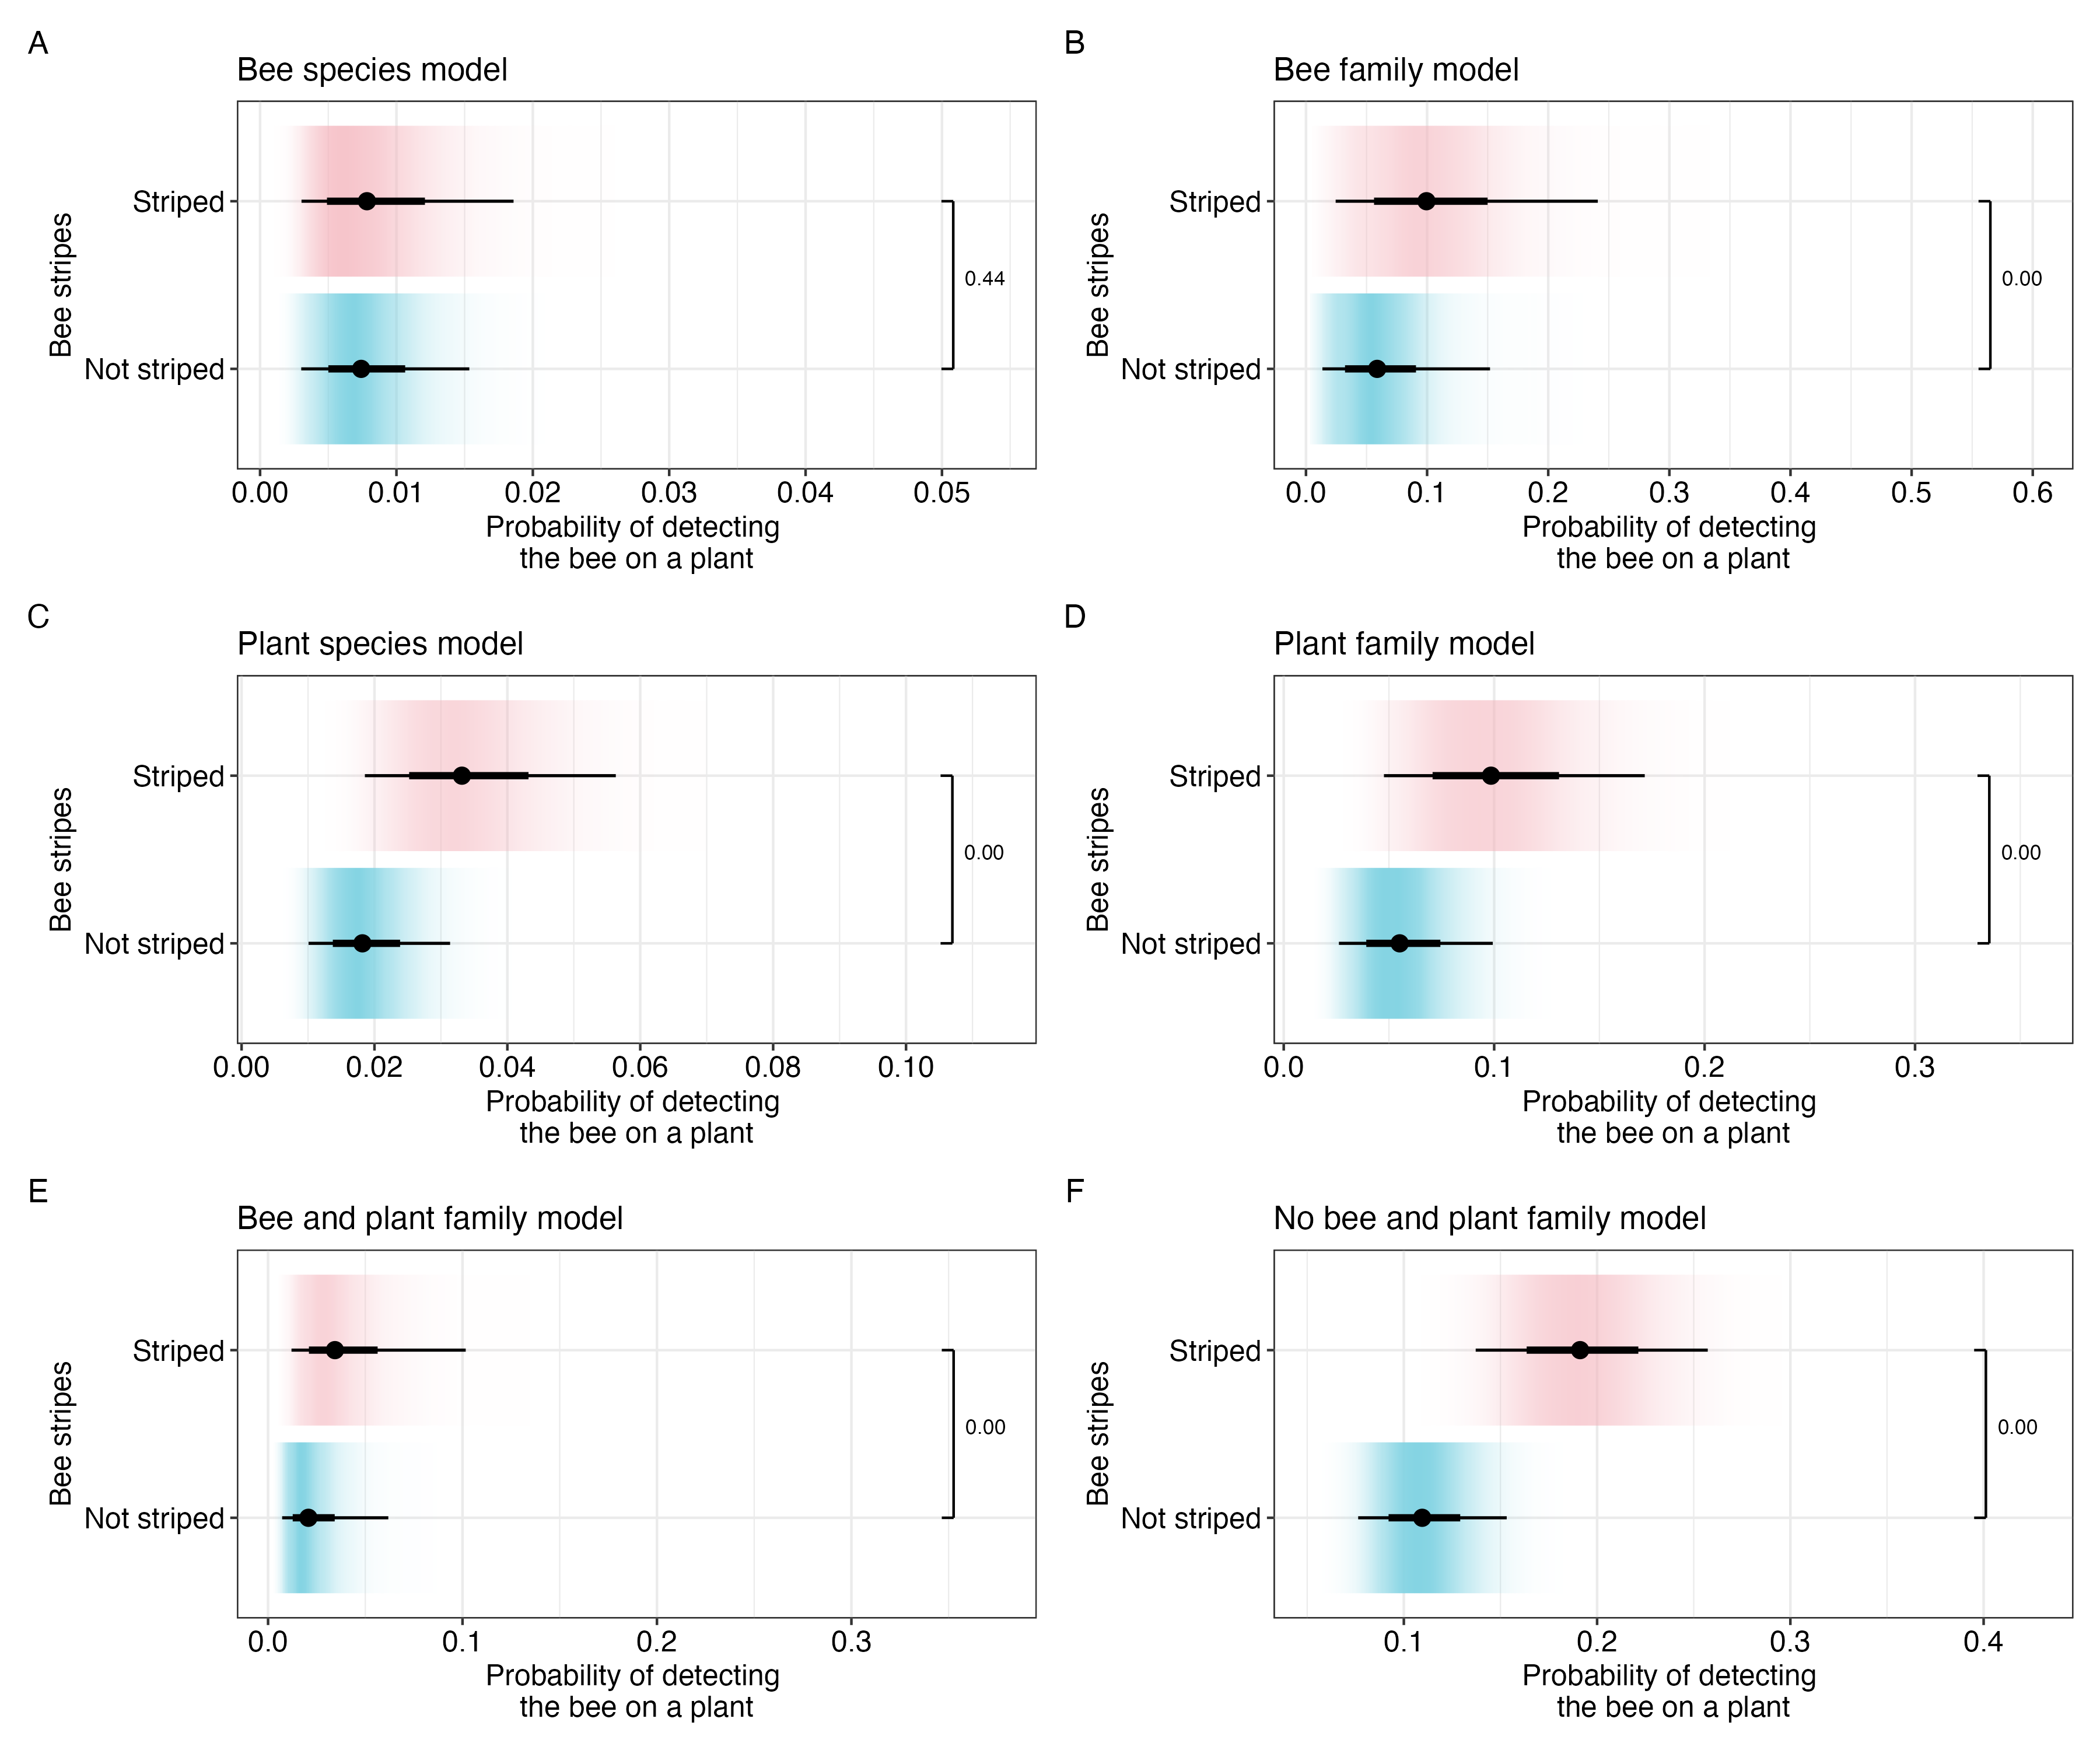 A
Bee species model
Bee stripes
Striped
Not striped
0.44
0.00 0.01 0.02 0.03 0.04 0.05
Probability of detecting
the bee on a plant
B
Bee family model
Bee stripes
Striped
Not striped
0.00
0.0 0.1 0.2 0.3 0.4 0.5 0.6
Probability of detecting
the bee on a plant
C
Plant species model
Bee stripes
Striped
Not striped
0.00
0.00 0.02 0.04 0.06 0.08 0.10
Probability of detecting
the bee on a plant
D
Plant family model
Bee stripes
Striped
Not striped
0.00
0.0 0.1 0.2 0.3
Probability of detecting
the bee on a plant
E
Bee and plant family model
Bee stripes
Striped
Not striped
0.00
0.0 0.1 0.2 0.3
Probability of detecting
the bee on a plant
F
No bee and plant family model
Bee stripes
Striped
Not striped
0.00
0.1 0.2 0.3 0.4
Probability of detecting
the bee on a plant